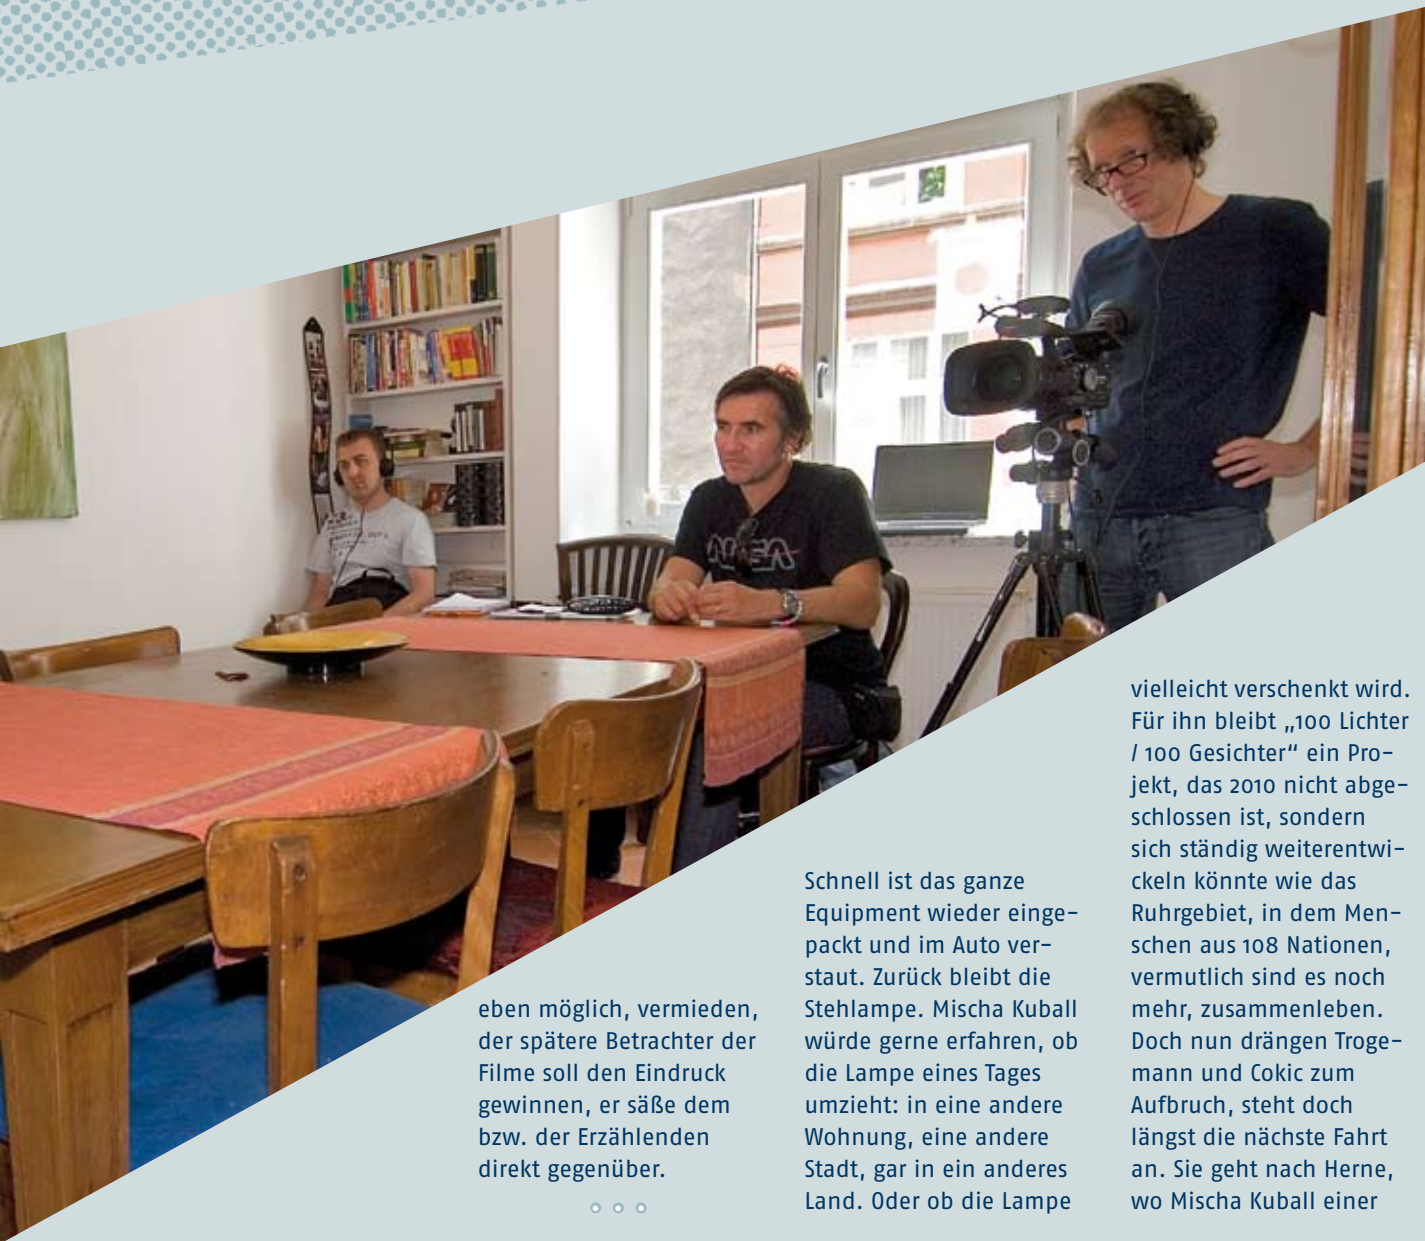 eben möglich, vermieden,
der spätere Betrachter der
Filme soll den Eindruck
gewinnen, er säße dem
bzw. der Erzählenden
direkt gegenüber.
Schnell ist das ganze
Equipment wieder einge-
packt und im Auto ver-
staut. Zurück bleibt die
Stehlampe. Mischa Kuball
würde gerne erfahren, ob
die Lampe eines Tages
umzieht: in eine andere
Wohnung, eine andere
Stadt, gar in ein anderes
Land. Oder ob die Lampe
vielleicht verschenkt wird.
Für ihn bleibt „100 Lichter
/ 100 Gesichter“ ein Pro-
jekt, das 2010 nicht abge-
schlossen ist, sondern
sich ständig weiterentwi-
ckeln könnte wie das
Ruhrgebiet, in dem Men-
schen aus 108 Nationen,
vermutlich sind es noch
mehr, zusammenleben.
Doch nun drängen Troge-
mann und Cokic zum
Aufbruch, steht doch
längst die nächste Fahrt
an. Sie geht nach Herne,
wo Mischa Kuball einer